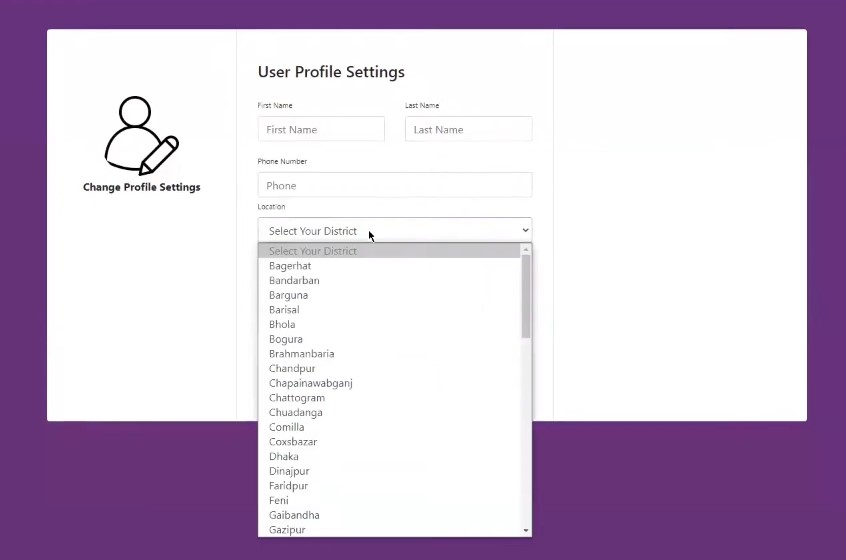 User Profile Settings
First Name
Last Name
First Name
Last Name
Phone Number
Phone
Change Profile Settings
Location
Select Your District
Select Your District
Bagerhat
Bandarban
Barguna
Barisal
Bhola
Bogura
Brahmanbaria
Chandpur
Chapainawabganj
Chattogram
Chuadanga
Comilla
Coxsbazar
Dhaka
Dinajpur
Faridpur
Feni
Gaibandha
Gazipur